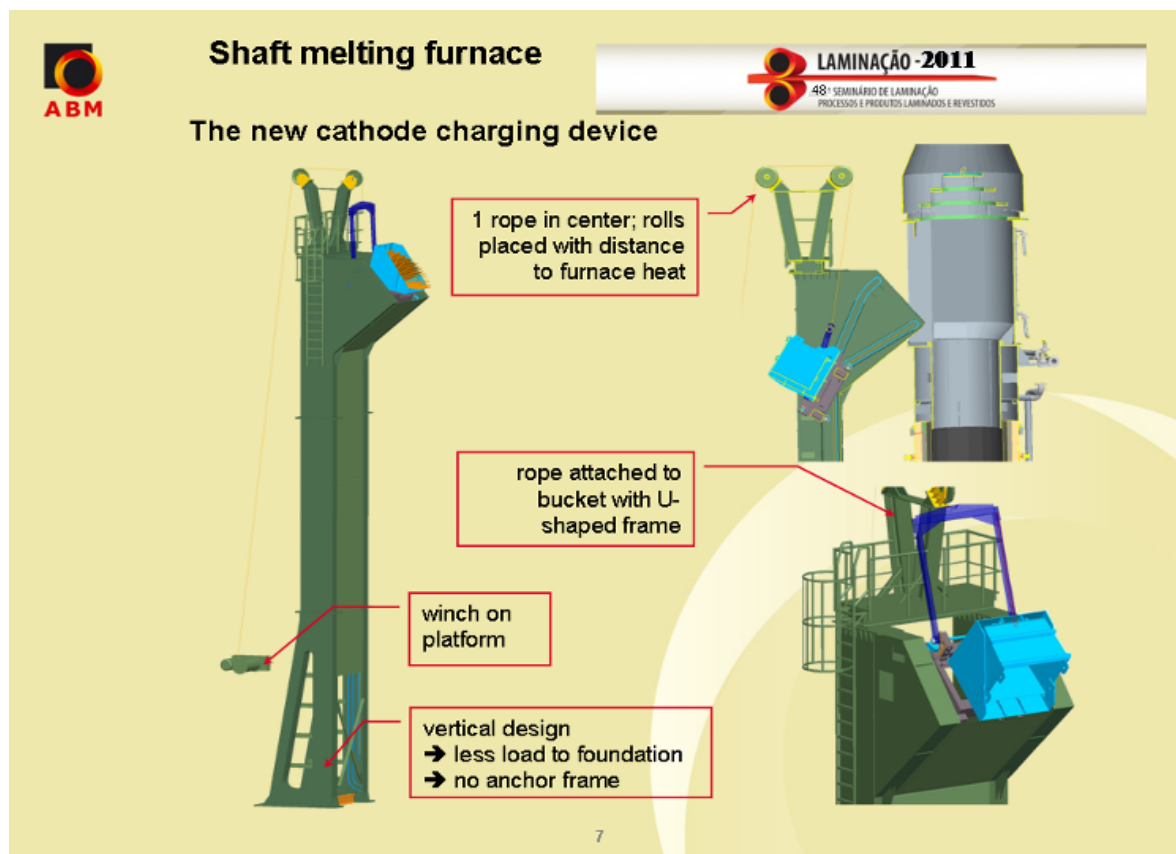 Shaft melting furnace
ABM
LAMINAÇÃO - 2011
48º SEMINÁRIO DE LAMINAÇÃO
PROCESSOS E PRODUTOS LAMINADOS E REVESTIDOS
The new cathode charging device
1 rope in center; rolls
placed with distance
to furnace heat
rope attached to
bucket with U-
shaped frame
winch on
platform
vertical design
➔ less load to foundation
➔ no anchor frame
7